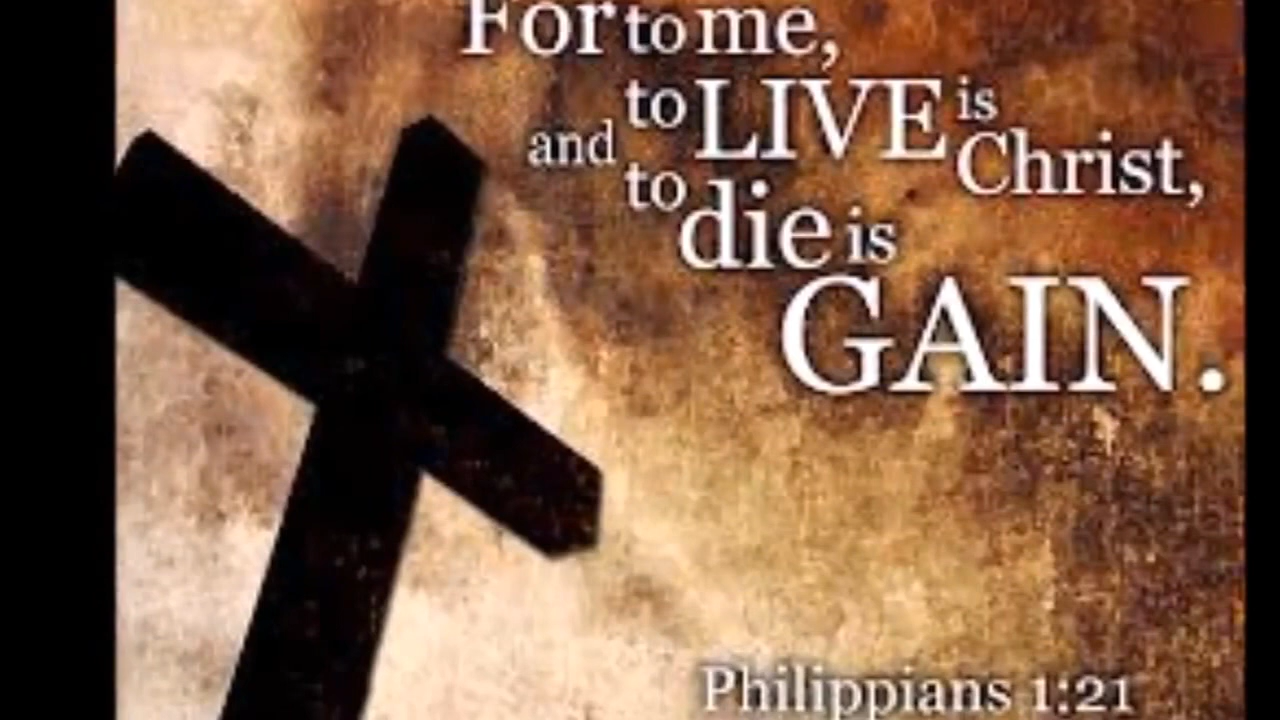 For to me,
to LIVE is Christ,
and to die is
GAIN.
Philippians 1:21